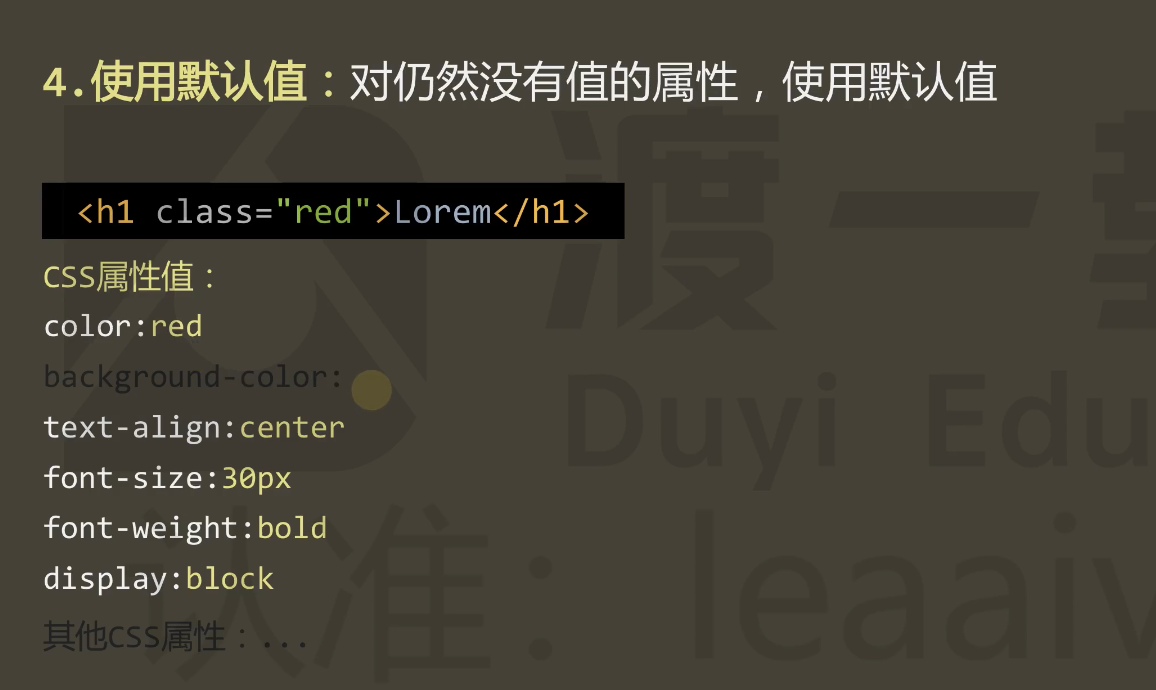 4.使用默认值：对仍然没有值的属性，使用默认值
<h1 class="red">Lorem</h1>
CSS属性值：
color:red
background-color:
text-align:center
font-size:30px
font-weight:bold
display:block
其他CSS属性：...
渡一
Duyi Edu
认准：leaaiv